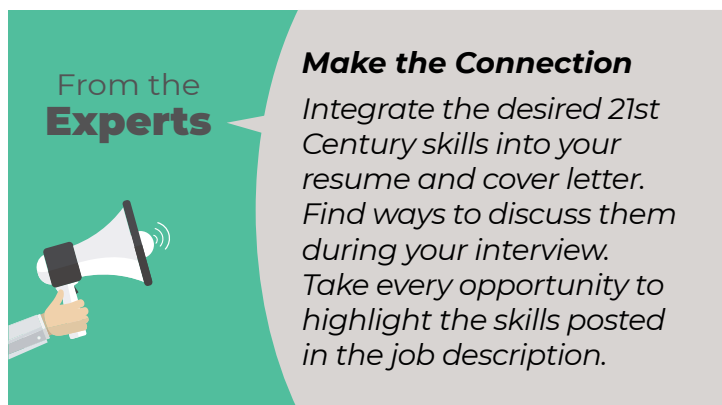 From the
Experts
Make the Connection
Integrate the desired 21st
Century skills into your
resume and cover letter.
Find ways to discuss them
during your interview.
Take every opportunity to
highlight the skills posted
in the job description.